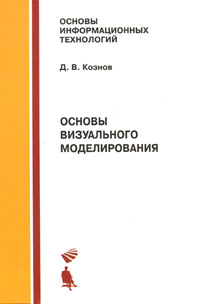 ОСНОВЫ
ИНФОРМАЦИОННЫХ
ТЕХНОЛОГИЙ
Д. В. Кознов
ОСНОВЫ
ВИЗУАЛЬНОГО
МОДЕЛИРОВАНИЯ